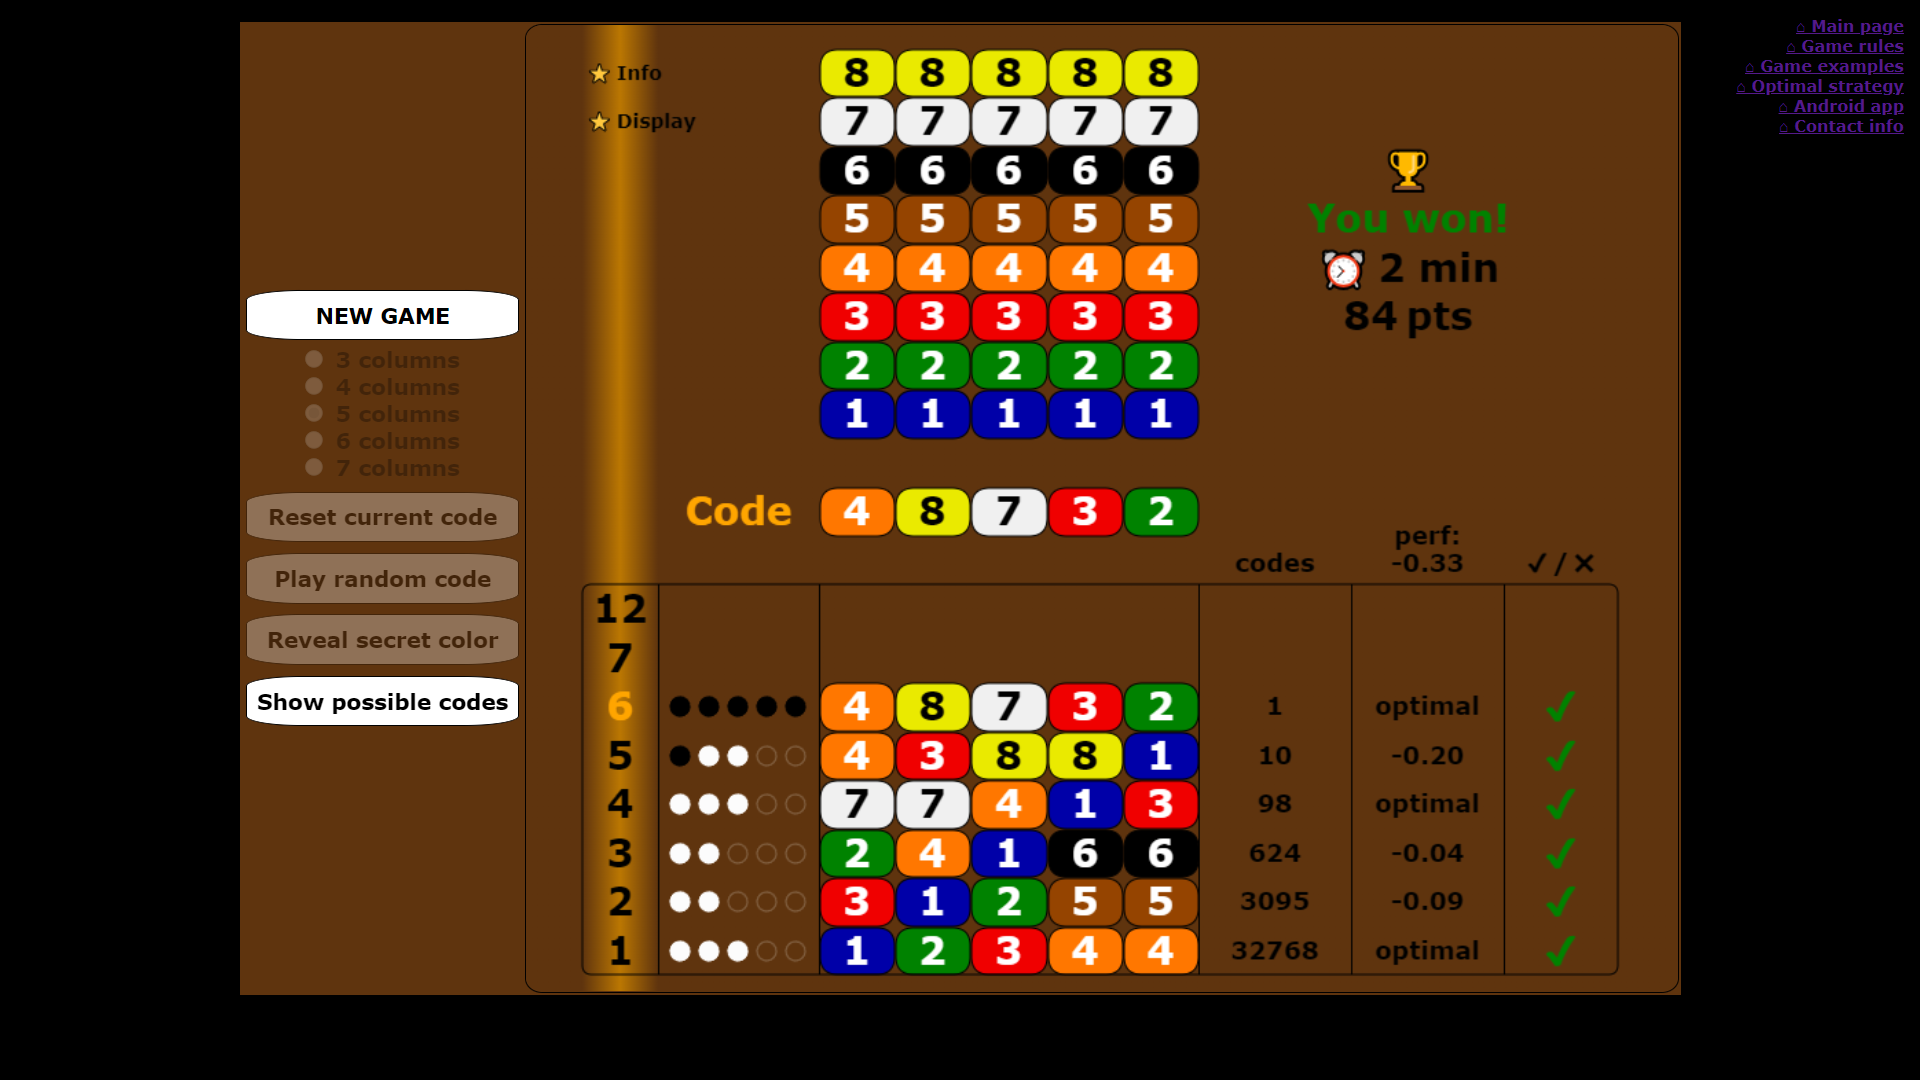 ⌂ Main page
⌂ Game rules
⌂ Game examples
⌂ Optimal strategy
⌂ Android app
⌂ Contact info
Info
Display
8 8 8 8 8
7 7 7 7 7
6 6 6 6 6
5 5 5 5 5
4 4 4 4 4
3 3 3 3 3
2 2 2 2 2
1 1 1 1 1
You won!
2 min
84 pts
NEW GAME
3 columns
4 columns
5 columns
6 columns
7 columns
Reset current code
Play random code
Reveal secret color
Show possible codes
Code 4 8 7 3 2
codes
perf:
-0.33
✓/✕
12
7
6 4 8 7 3 2 1 optimal ✓
5 4 3 8 8 1 10 -0.20 ✓
4 7 7 4 1 3 98 optimal ✓
3 2 4 1 6 6 624 -0.04 ✓
2 3 1 2 5 5 3095 -0.09 ✓
1 1 2 3 4 4 32768 optimal ✓